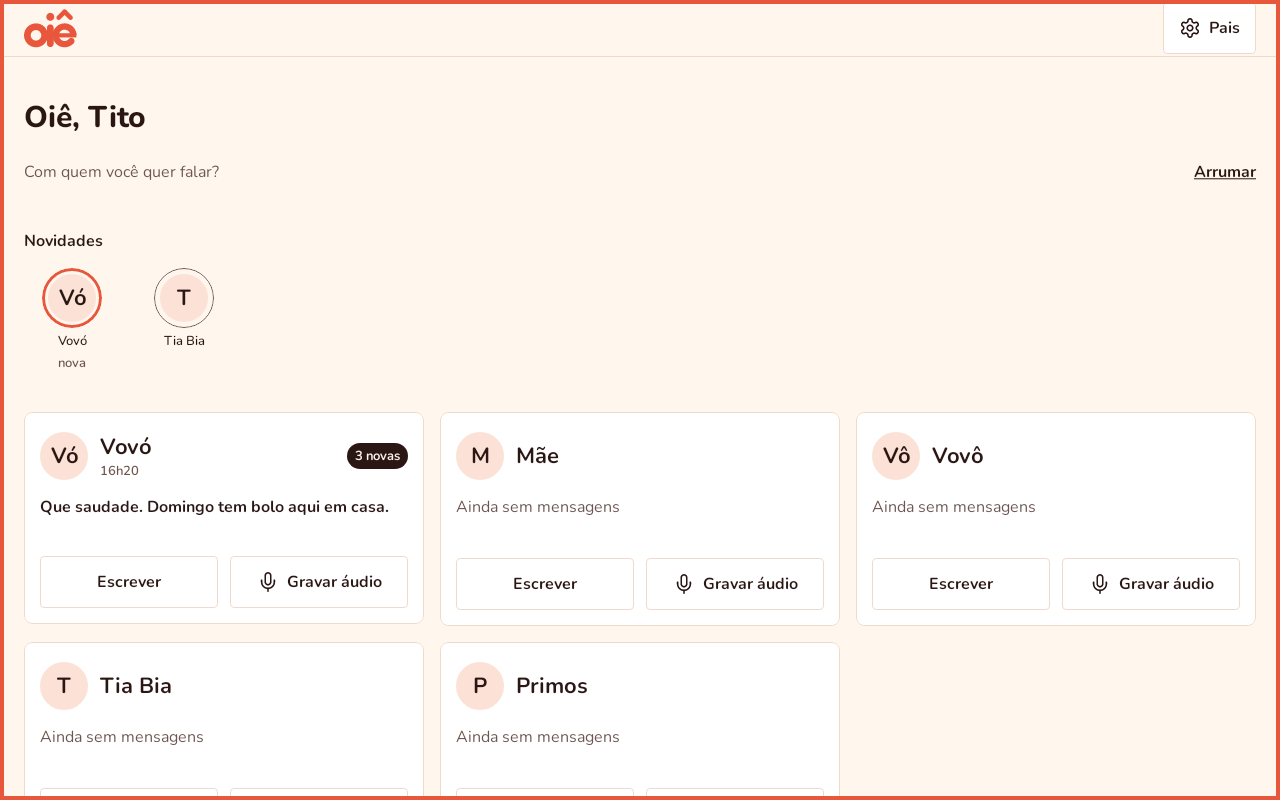 oiê
Pais
Oiê, Tito
Com quem você quer falar?
Arrumar
Novidades
Vó
T
Vovó
Tia Bia
nova
Vó
Vovó
16h20
3 novas
Que saudade. Domingo tem bolo aqui em casa.
Escrever
Gravar áudio
M
Mãe
Ainda sem mensagens
Escrever
Gravar áudio
Vô
Vovô
Ainda sem mensagens
Escrever
Gravar áudio
T
Tia Bia
Ainda sem mensagens
P
Primos
Ainda sem mensagens